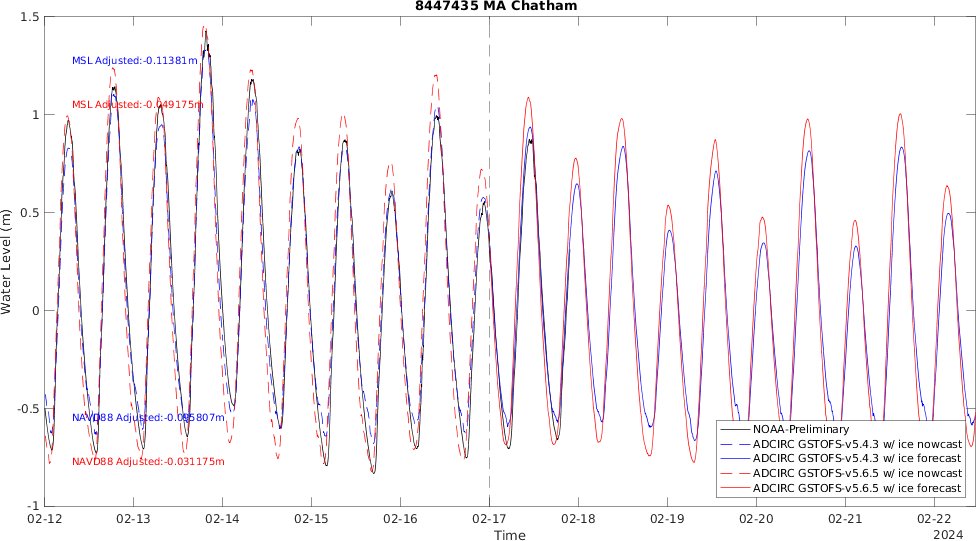 8447435 MA Chatham
1.5
MSL Adjusted:-0.11381m
MSL Adjusted:-0.049175m
1
0.5
Water Level (m)
0
-0.5
NAVD88 Adjusted:-0.095807m
NOAA-Preliminary
ADCIRC GSTOFS-v5.4.3 w/ ice nowcast
ADCIRC GSTOFS-v5.4.3 w/ ice forecast
NAVD88 Adjusted:-0.031175m
ADCIRC GSTOFS-v5.6.5 w/ ice nowcast
ADCIRC GSTOFS-v5.6.5 w/ ice forecast
-1
02-12 02-13 02-14 02-15 02-16 02-17 02-18 02-19 02-20 02-21 02-22
Time
2024